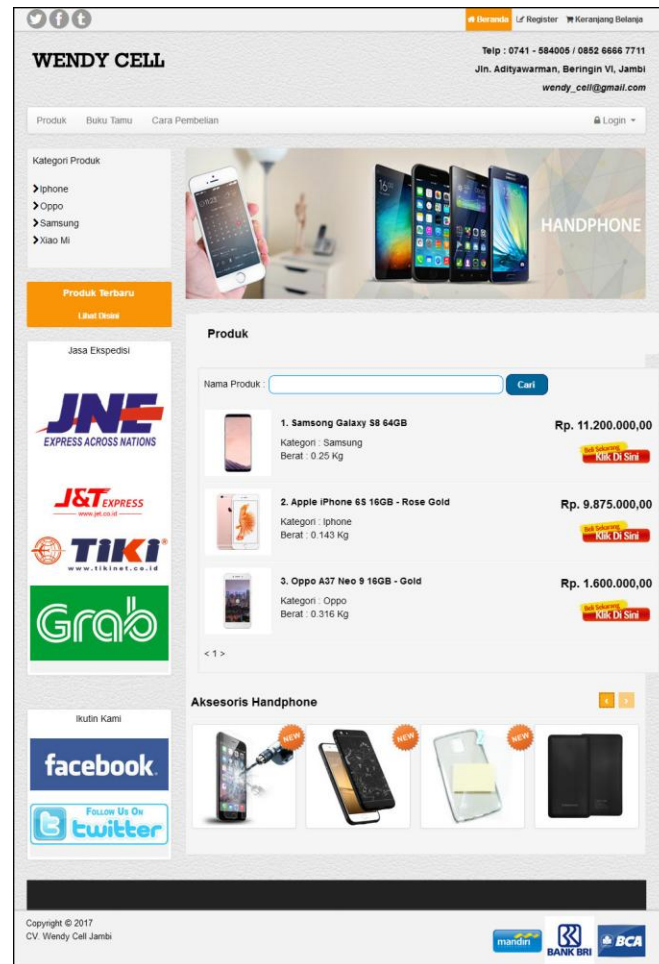 Beranda Register Keranjang Belanja
WENDY CELL
Telp : 0741 - 584005 / 0852 6666 7711
Jln. Adityawarman, Beringin VI, Jambi
wendy_cell@gmail.com
Produk Buku Tamu Cara Pembelian Login
Kategori Produk
Iphone
Oppo
Samsung
Xiao Mi
HANDPHONE
Produk Terbaru
Lihat Disini
Jasa Ekspedisi
JNE
EXPRESS ACROSS NATIONS
J&T EXPRESS
www.jet.co.id
TIKI
www.tikinet.co.id
Grab
Produk
Nama Produk : Cari
1. Samsong Galaxy S8 64GB
Rp. 11.200.000,00
Kategori : Samsung
Berat : 0.25 Kg
Beli Sekarang
Klik Di Sini
2. Apple iPhone 6S 16GB - Rose Gold
Rp. 9.875.000,00
Kategori : Iphone
Berat : 0.143 Kg
Beli Sekarang
Klik Di Sini
3. Oppo A37 Neo 9 16GB - Gold
Rp. 1.600.000,00
Kategori : Oppo
Berat : 0.316 Kg
Beli Sekarang
Klik Di Sini
< 1 >
Ikutin Kami
facebook.
Follow Us On
twitter
Aksesoris Handphone
NEW
NEW
NEW
Copyright © 2017
CV. Wendy Cell Jambi
mandiri
BANK BRI
BCA